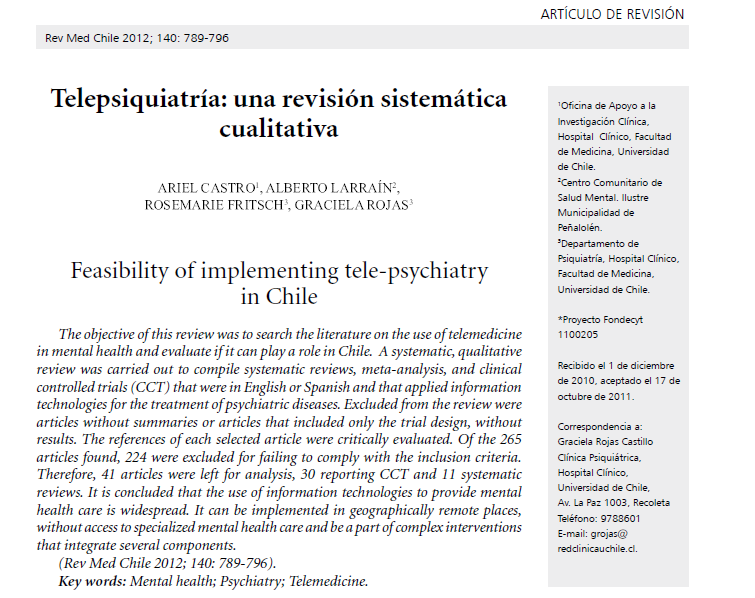 ARTÍCULO DE REVISIÓN
Rev Med Chile 2012; 140: 789-796
Telepsiquiatría: una revisión sistemática
cualitativa
ARIEL CASTRO¹, ALBERTO LARRAÍN²,
ROSEMARIE FRITSCH³, GRACIELA ROJAS³
Feasibility of implementing tele-psychiatry
in Chile
The objective of this review was to search the literature on the use of telemedicine
in mental health and evaluate if it can play a role in Chile. A systematic, qualitative
review was carried out to compile systematic reviews, meta-analysis, and clinical
controlled trials (CCT) that were in English or Spanish and that applied information
technologies for the treatment of psychiatric diseases. Excluded from the review were
articles without summaries or articles that included only the trial design, without
results. The references of each selected article were critically evaluated. Of the 265
articles found, 224 were excluded for failing to comply with the inclusion criteria.
Therefore, 41 articles were left for analysis, 30 reporting CCT and 11 systematic
reviews. It is concluded that the use of information technologies to provide mental
health care is widespread. It can be implemented in geographically remote places,
without access to specialized mental health care and be a part of complex interventions
that integrate several components.
(Rev Med Chile 2012; 140: 789-796).
Key words: Mental health; Psychiatry; Telemedicine.
¹Oficina de Apoyo a la
Investigación Clínica,
Hospital Clínico, Facultad
de Medicina, Universidad
de Chile.
²Centro Comunitario de
Salud Mental. Ilustre
Municipalidad de
Peñalolén.
³Departamento de
Psiquiatría, Hospital Clínico,
Facultad de Medicina,
Universidad de Chile.
*Proyecto Fondecyt
1100205
Recibido el 1 de diciembre
de 2010, aceptado el 17 de
octubre de 2011.
Correspondencia a:
Graciela Rojas Castillo
Clínica Psiquiátrica,
Hospital Clínico,
Universidad de Chile,
Av. La Paz 1003, Recoleta
Teléfono: 9788601
E-mail: grojas@
redclinicauchile.cl.